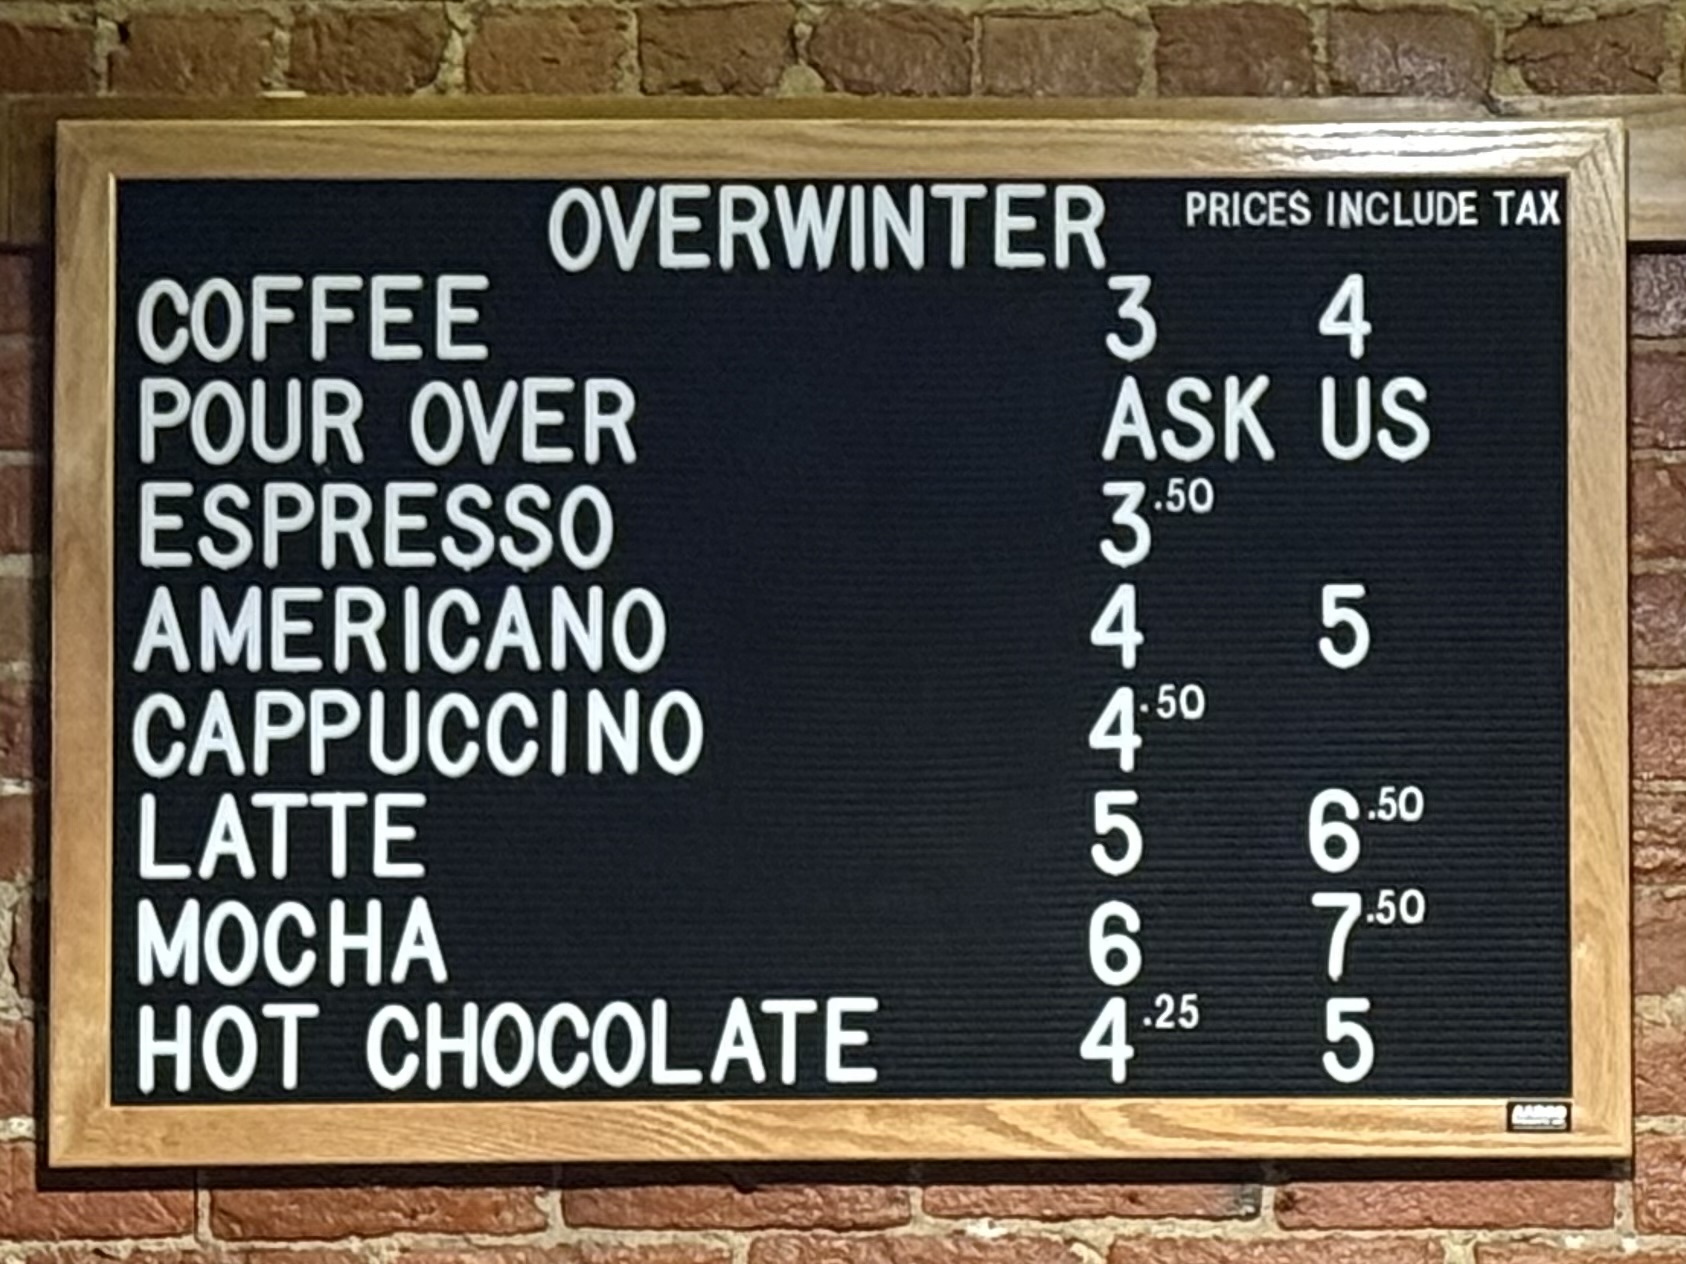 OVERWINTER PRICES INCLUDE TAX
COFFEE 3 4
POUR OVER ASK US
ESPRESSO 3.50
AMERICANO 4 5
CAPPUCCINO 4.50
LATTE 5 6.50
MOCHA 6 7.50
HOT CHOCOLATE 4.25 5